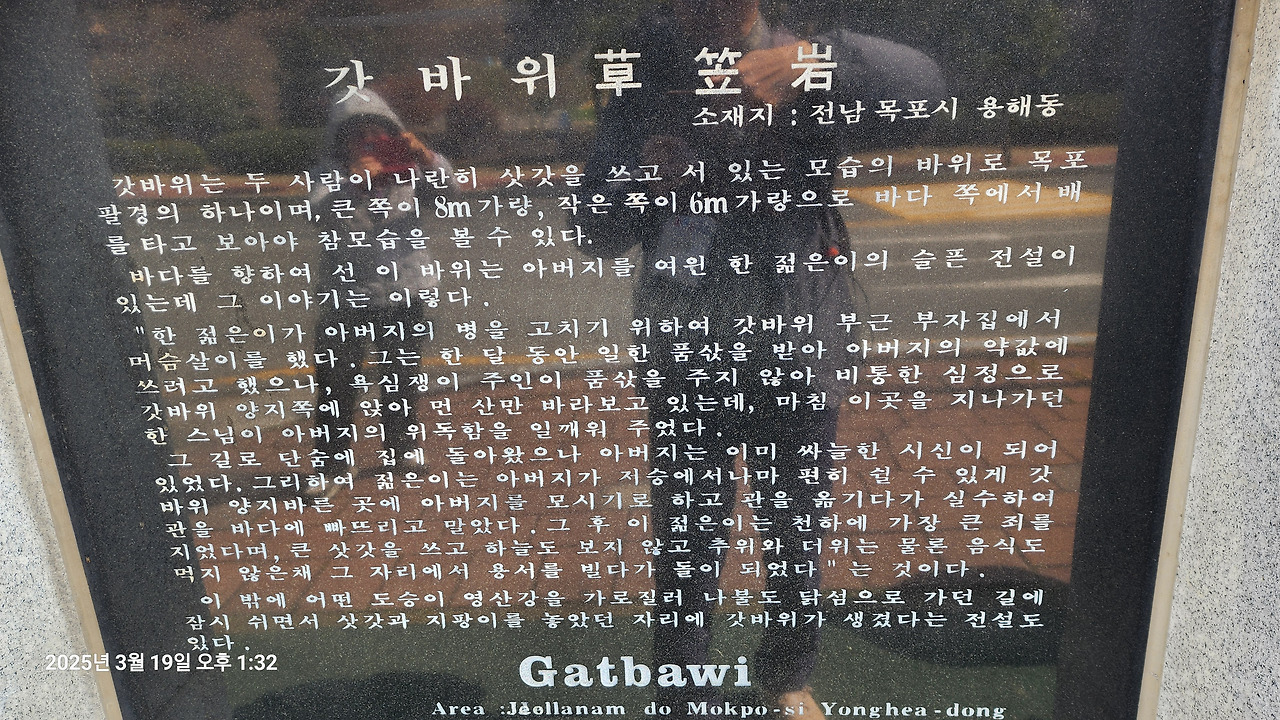 갓 바 위 草 笠 岩
소재지 : 전남 목포시 용해동
갓바위는 두 사람이 나란히 삿갓을 쓰고 서 있는 모습의 바위로 목포
팔경의 하나이며, 큰 쪽이 8m가량, 작은 쪽이 6m가량으로 바다 쪽에서 배
를 타고 보아야 참모습을 볼 수 있다.
바다를 향하여 선 이 바위는 아버지를 여윈 한 젊은이의 슬픈 전설이
있는데 그 이야기는 이렇다.
"한 젊은이가 아버지의 병을 고치기 위하여 갓바위 부근 부자집에서
머슴살이를 했다. 그는 한 달 동안 일한 품삯을 받아 아버지의 약값에
쓰려고 했으나, 욕심쟁이 주인이 품삯을 주지 않아 비통한 심정으로
갓바위 양지쪽에 앉아 먼 산만 바라보고 있는데, 마침 이곳을 지나가던
한 스님이 아버지의 위독함을 일깨워 주었다.
그 길로 단숨에 집에 돌아왔으나 아버지는 이미 싸늘한 시신이 되어
있었다. 그리하여 젊은이는 아버지가 저승에서나마 편히 쉴 수 있게 갓
바위 양지바른 곳에 아버지를 모시기로 하고 관을 옮기다가 실수하여
관을 바다에 빠뜨리고 말았다. 그 후 이 젊은이는 천하에 가장 큰 죄를
지었다며, 큰 삿갓을 쓰고 하늘도 보지 않고 추위와 더위는 물론 음식도
먹지 않은채 그 자리에서 용서를 빌다가 돌이 되었다"는 것이다.
이 밖에 어떤 도승이 영산강을 가로질러 나불도 닭섬으로 가던 길에
잠시 쉬면서 삿갓과 지팡이를 놓았던 자리에 갓바위가 생겼다는 전설도
있다.
2025년 3월 19일 오후 1:32
Gatbawi
Area : Jeollanam do Mokpo-si Yonghea-dong